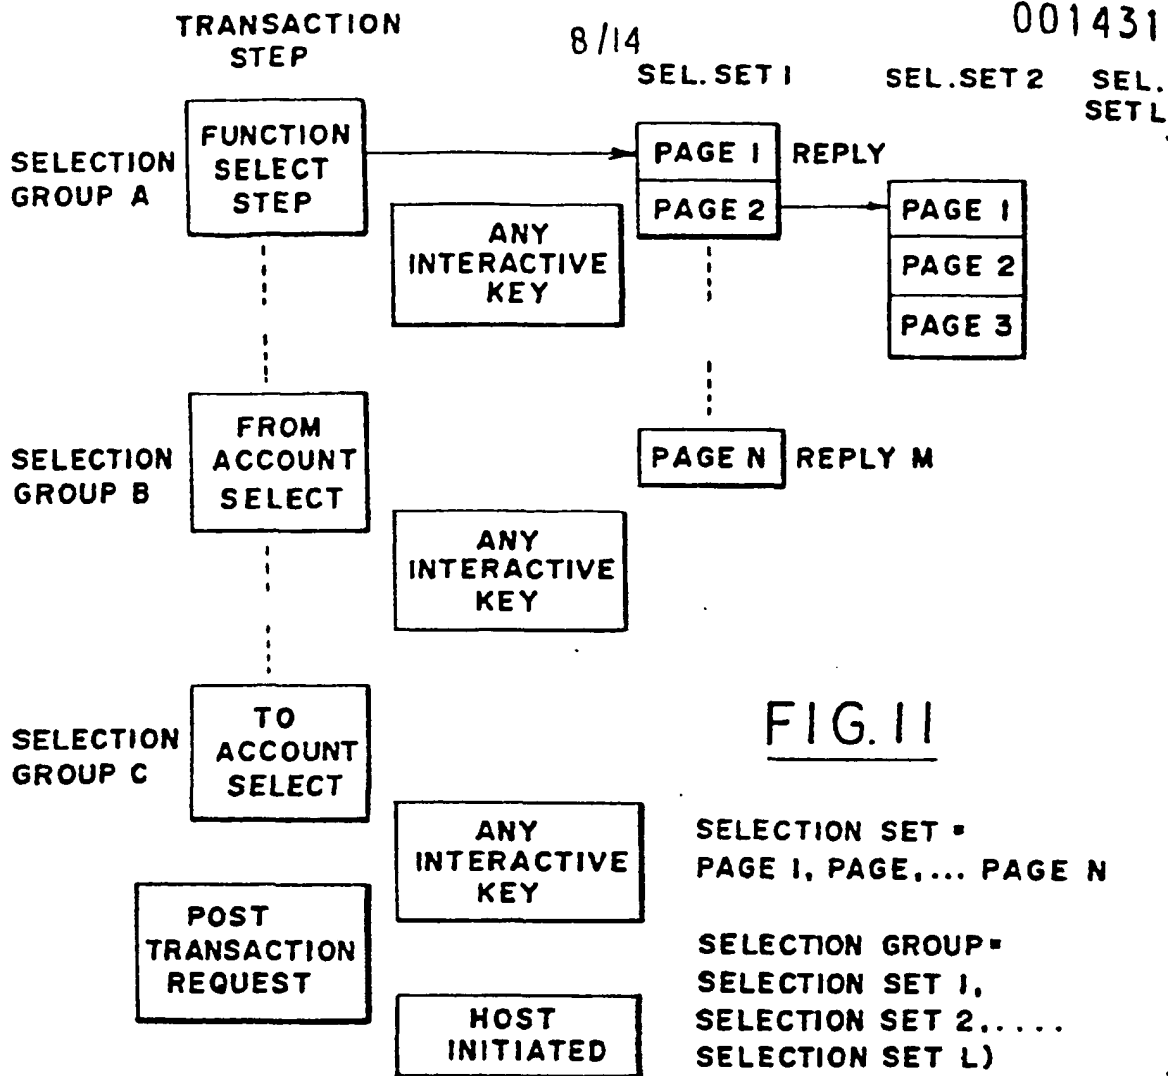 TRANSACTION
STEP
8/14
001431
SEL. SET 1
SEL. SET 2
SEL.
SET L
SELECTION
GROUP A
FUNCTION
SELECT
STEP
PAGE 1
REPLY
PAGE 2
ANY
INTERACTIVE
KEY
PAGE 1
PAGE 2
PAGE 3
SELECTION
GROUP B
FROM
ACCOUNT
SELECT
PAGE N
REPLY M
ANY
INTERACTIVE
KEY
SELECTION
GROUP C
TO
ACCOUNT
SELECT
FIG. 11
ANY
INTERACTIVE
KEY
SELECTION SET =
PAGE 1, PAGE,... PAGE N
POST
TRANSACTION
REQUEST
SELECTION GROUP=
SELECTION SET 1,
SELECTION SET 2,....
SELECTION SET L)
HOST
INITIATED